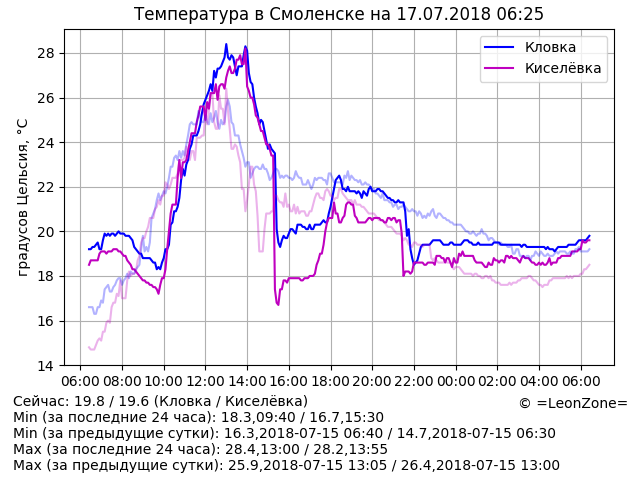 Температура в Смоленске на 17.07.2018 06:25
Кловка
Киселёвка
градусов Цельсия, °C
28
26
24
22
20
18
16
14
06:00 08:00 10:00 12:00 14:00 16:00 18:00 20:00 22:00 00:00 02:00 04:00 06:00
Сейчас: 19.8 / 19.6 (Кловка / Киселёвка)
© =LeonZone=
Min (за последние 24 часа): 18.3,09:40 / 16.7,15:30
Min (за предыдущие сутки): 16.3,2018-07-15 06:40 / 14.7,2018-07-15 06:30
Max (за последние 24 часа): 28.4,13:00 / 28.2,13:55
Max (за предыдущие сутки): 25.9,2018-07-15 13:05 / 26.4,2018-07-15 13:00